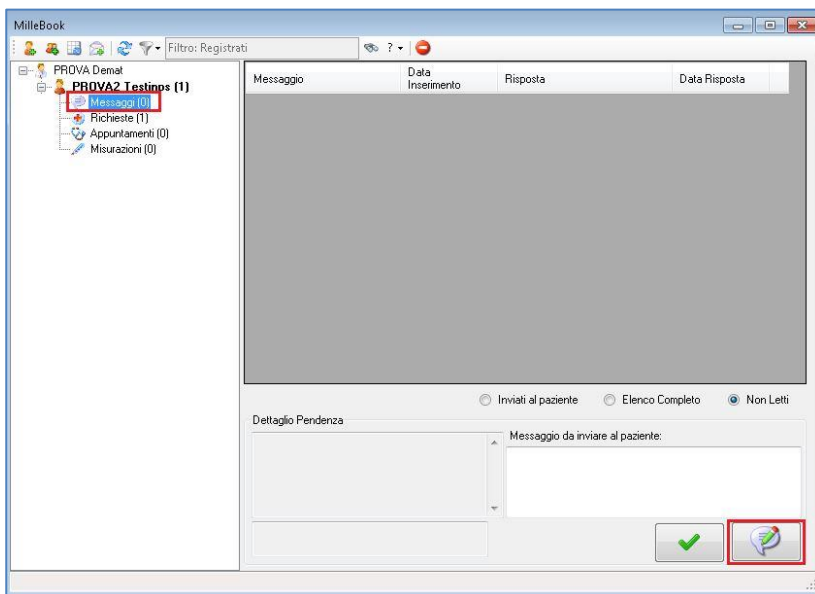 MilleBook
Filtro: Registrati
?
PROVA Demat
PROVA2 Testinps (1)
Messaggi (0)
Richieste (1)
Appuntamenti (0)
Misurazioni (0)
Messaggio
Data Inserimento
Risposta
Data Risposta
Inviati al paziente
Elenco Completo
Non Letti
Dettaglio Pendenza
Messaggio da inviare al paziente: